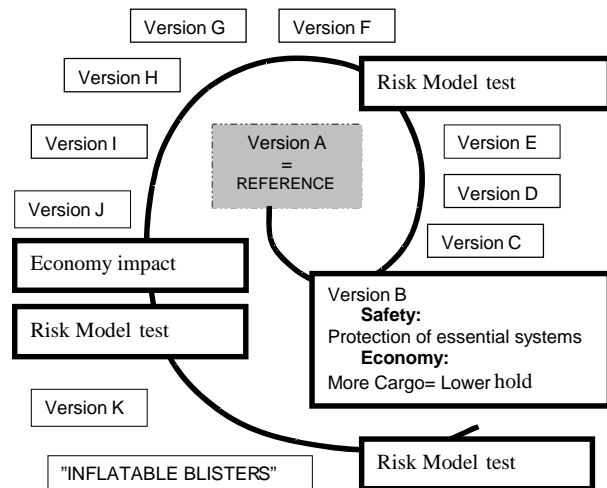 Version G
Version F
Version H
Risk Model test
Version I
Version A
=
REFERENCE
Version E
Version D
Version J
Version C
Economy impact
Version B
Safety:
Protection of essential systems
Economy:
More Cargo= Lower hold
Risk Model test
Version K
Risk Model test
"INFLATABLE BLISTERS"